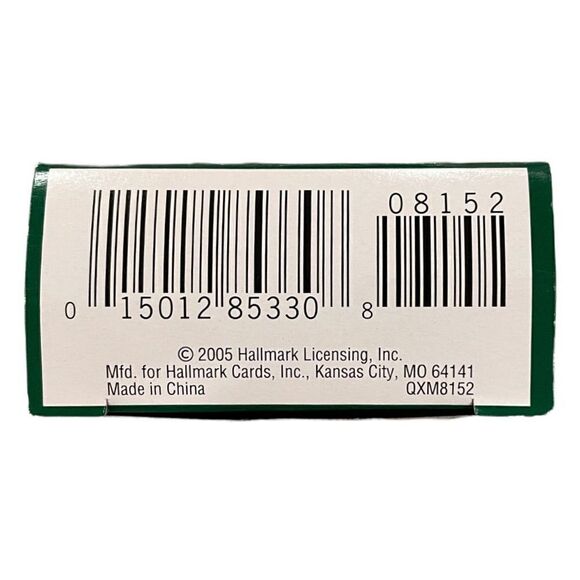 08152
0 15012 85330 8
© 2005 Hallmark Licensing, Inc.
Mfd. for Hallmark Cards, Inc., Kansas City, MO 64141
Made in China QXM8152